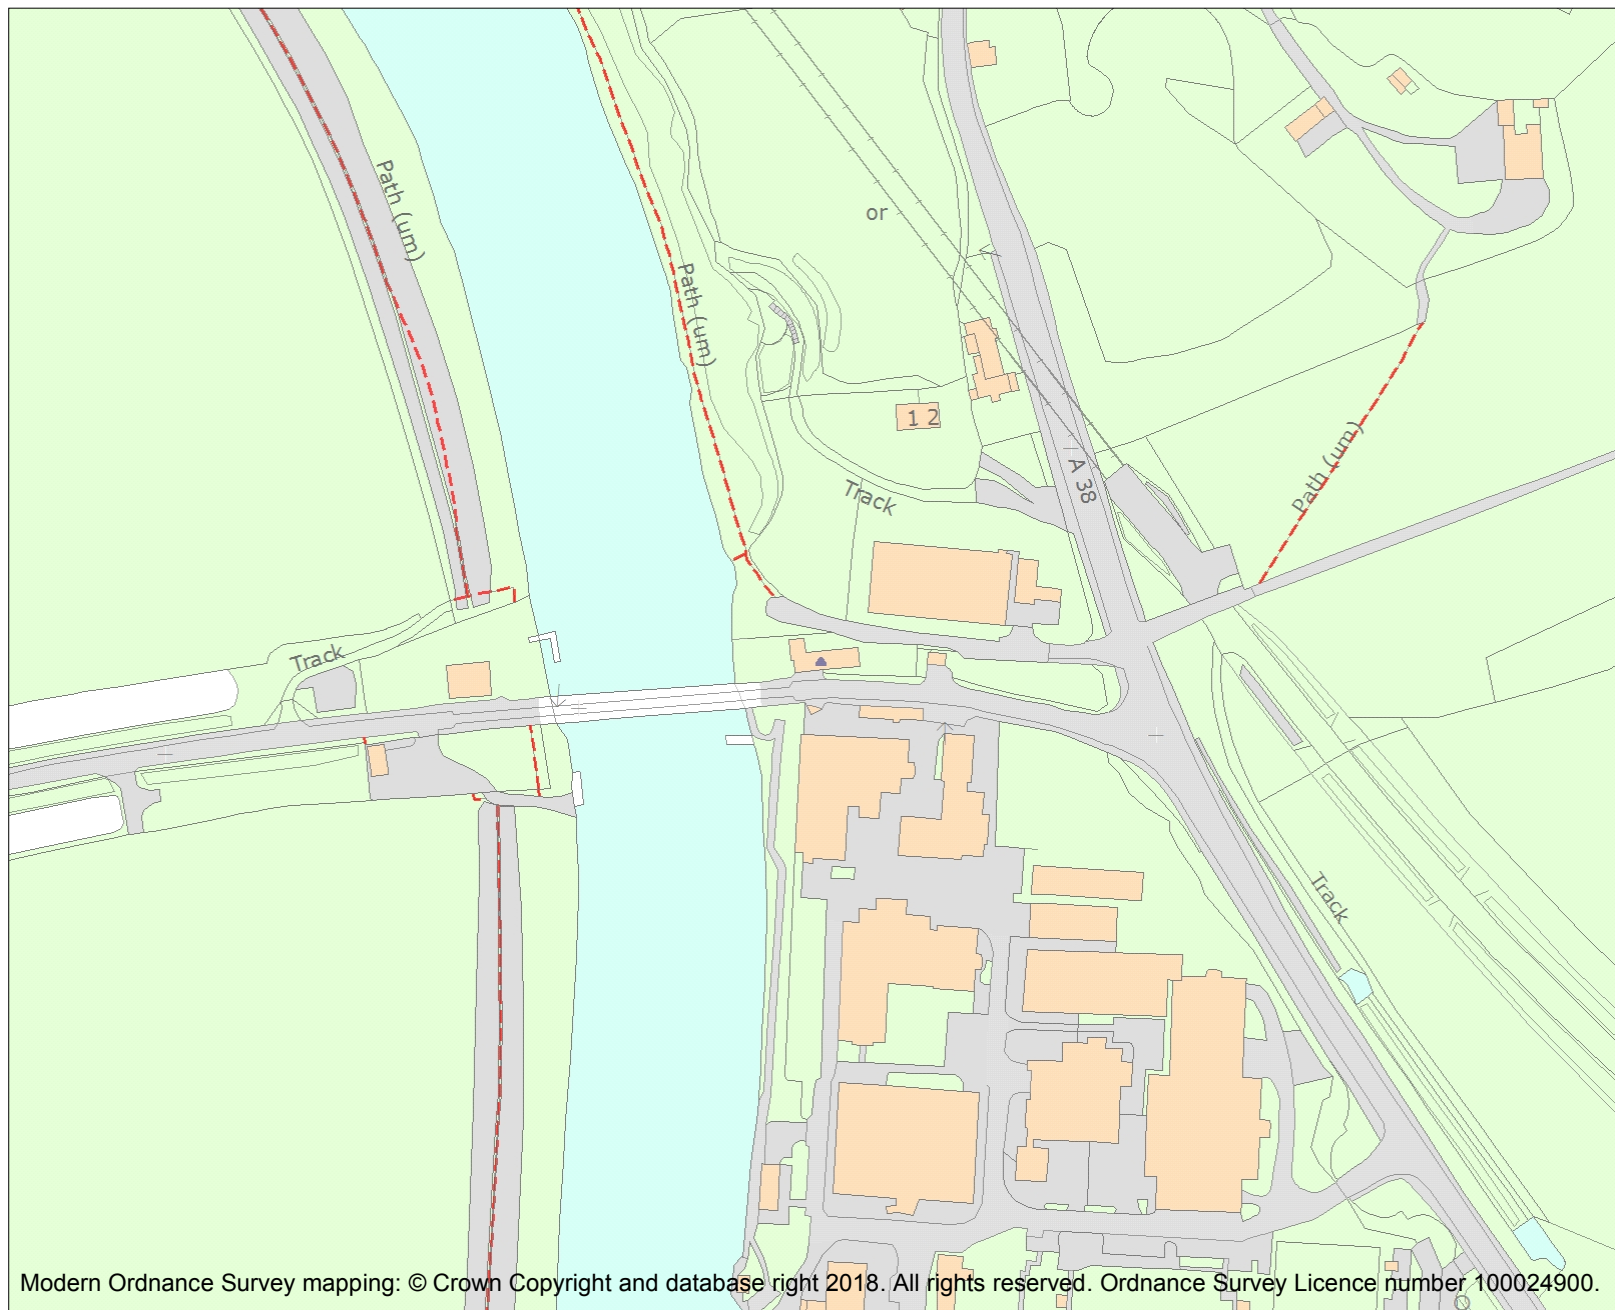 Path (um)
or
Path (um)
1 2
A 38
Path (um)
Track
Track
Track
Modern Ordnance Survey mapping: © Crown Copyright and database right 2018. All rights reserved. Ordnance Survey Licence number 100024900.